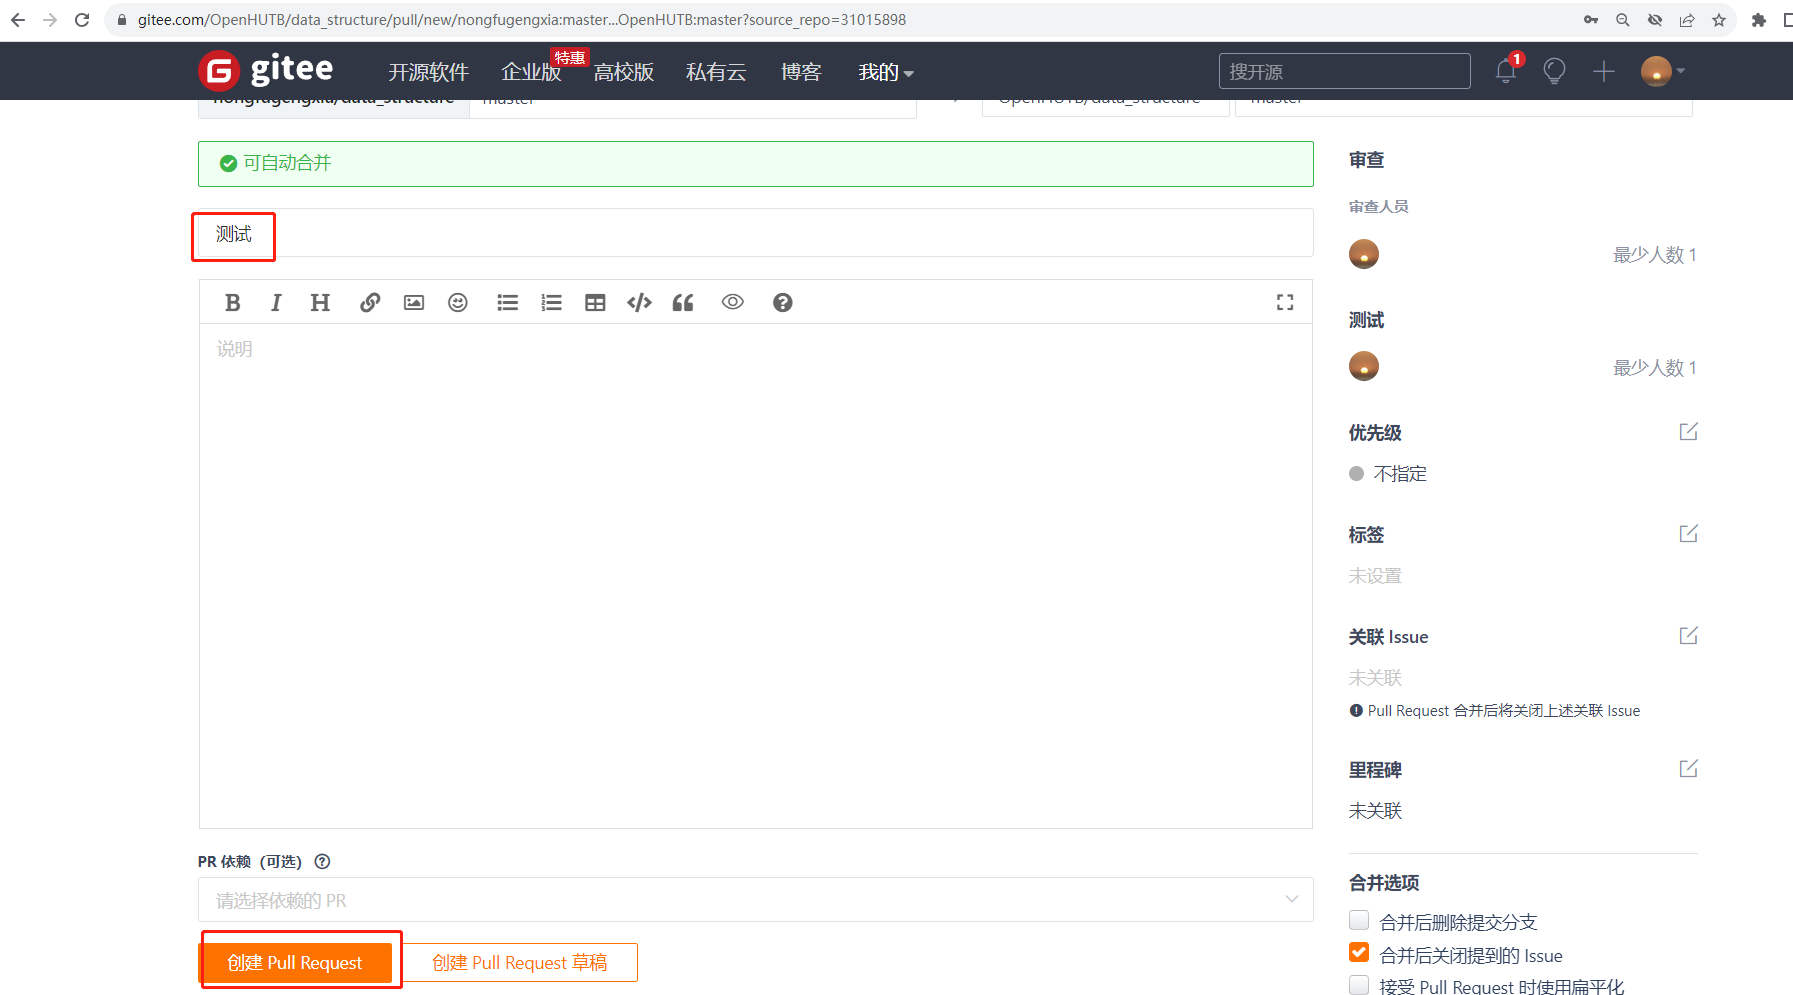 gitee.com/OpenHUTB/data_structure/pull/new/nongfugengxia:master...OpenHUTB:master?source_repo=31015898
gitee 开源软件 企业版 特惠 高校版 私有云 博客 我的 搜开源 1
nongfugengxia/data_structure master OpenHUTB/data_structure master
可自动合并
测试
B I H
说明
PR 依赖（可选）
请选择依赖的 PR
创建 Pull Request 创建 Pull Request 草稿
审查
审查人员
最少人数 1
测试
最少人数 1
优先级
不指定
标签
未设置
关联 Issue
未关联
Pull Request 合并后将关闭上述关联 Issue
里程碑
未关联
合并选项
合并后删除提交分支
合并后关闭提到的 Issue
接受 Pull Request 时使用扁平化